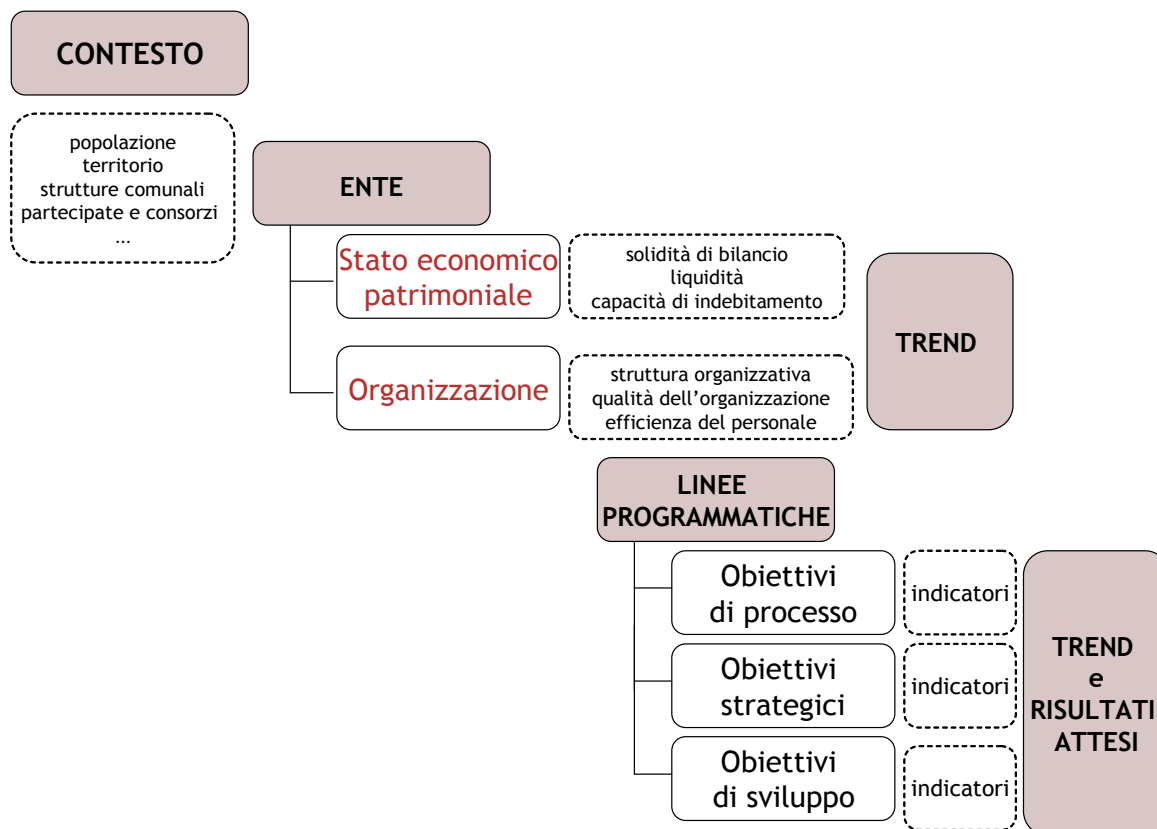 CONTESTO
popolazione
territorio
strutture comunali
partecipate e consorzi
...
ENTE
Stato economico
patrimoniale
solidità di bilancio
liquidità
capacità di indebitamento
TREND
Organizzazione
struttura organizzativa
qualità dell’organizzazione
efficienza del personale
LINEE
PROGRAMMATICHE
Obiettivi
di processo
indicatori
Obiettivi
strategici
indicatori
Obiettivi
di sviluppo
indicatori
TREND
e
RISULTATI
ATTESI